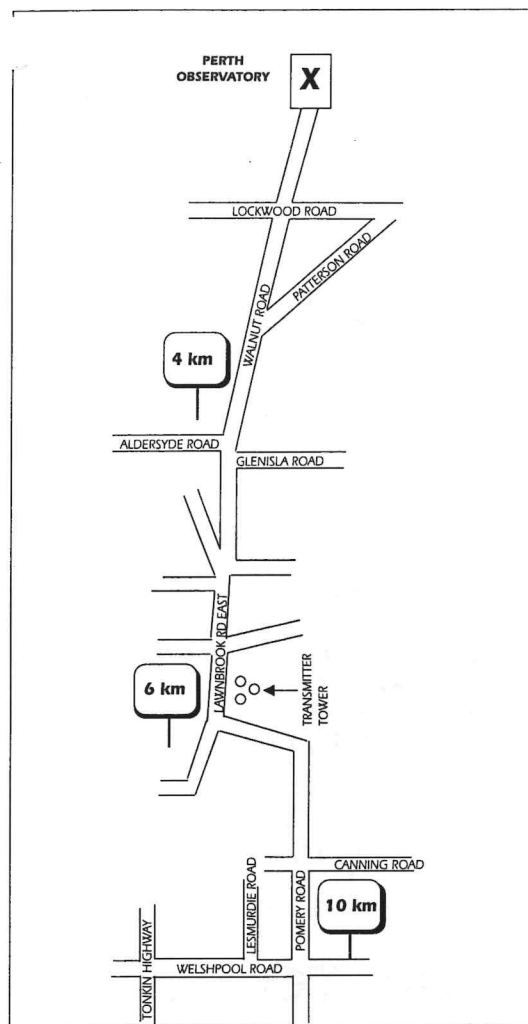 PERTH
OBSERVATORY
X
LOCKWOOD ROAD
PATTERSON ROAD
WALNUT ROAD
4 km
ALDERSYDE ROAD
GLENISLA ROAD
LAWNBROOK RD EAST
6 km
TRANSMITTER
TOWER
CANNING ROAD
LESMURDIE ROAD
POMERY ROAD
10 km
TONKIN HIGHWAY
WELSHPOOL ROAD